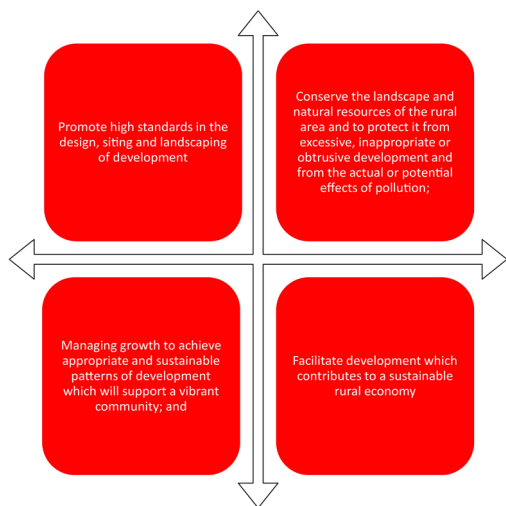 Promote high standards in the
design, siting and landscaping
of development
Conserve the landscape and
natural resources of the rural
area and to protect it from
excessive, inappropriate or
obtrusive development and
from the actual or potential
effects of pollution;
Managing growth to achieve
appropriate and sustainable
patterns of development
which will support a vibrant
community; and
Facilitate development which
contributes to a sustainable
rural economy